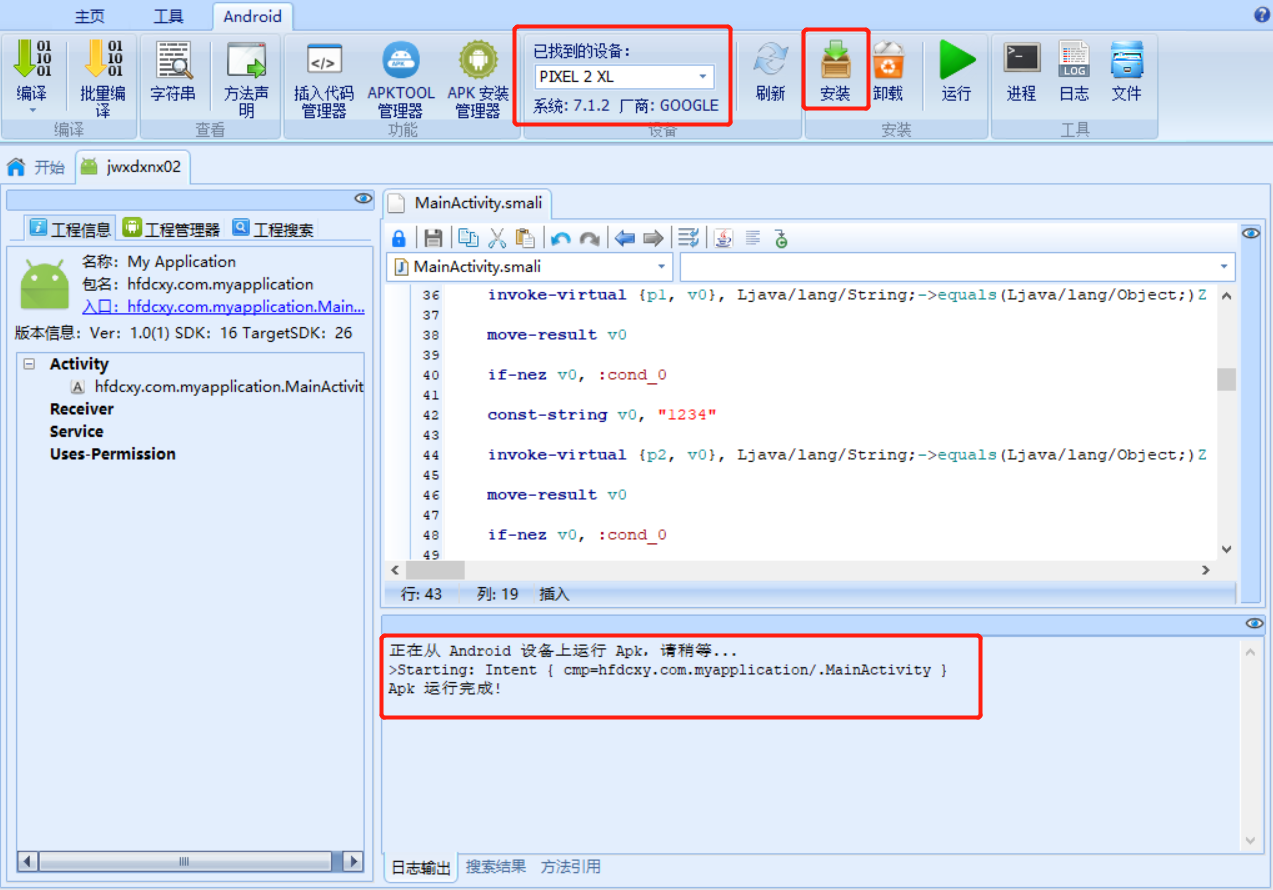 主页 工具 Android
01 10 01
01 10 01
编译
批量编译
字符串
方法声明
插入代码管理器
APKTOOL 管理器
APK 安装管理器
已找到的设备:
PIXEL 2 XL
系统: 7.1.2 厂商: GOOGLE
刷新
安装
卸载
运行
进程
LOG
日志
文件
编译 查看 功能 设备 安装 工具
开始 jwxdxnx02
工程信息 工程管理器 工程搜索
名称: My Application
包名: hfdcxy.com.myapplication
入口: hfdcxy.com.myapplication.Main...
版本信息: Ver: 1.0(1) SDK: 16 TargetSDK: 26
Activity
A hfdcxy.com.myapplication.MainActivit
Receiver
Service
Uses-Permission
MainActivity.smali
MainActivity.smali
36 invoke-virtual {p1, v0}, Ljava/lang/String;->equals(Ljava/lang/Object;)Z
37
38 move-result v0
39
40 if-nez v0, :cond_0
41
42 const-string v0, "1234"
43
44 invoke-virtual {p2, v0}, Ljava/lang/String;->equals(Ljava/lang/Object;)Z
45
46 move-result v0
47
48 if-nez v0, :cond_0
49
行: 43 列: 19 插入
正在从 Android 设备上运行 Apk, 请稍等...
>Starting: Intent { cmp=hfdcxy.com.myapplication/.MainActivity }
Apk 运行完成!
日志输出 搜索结果 方法引用